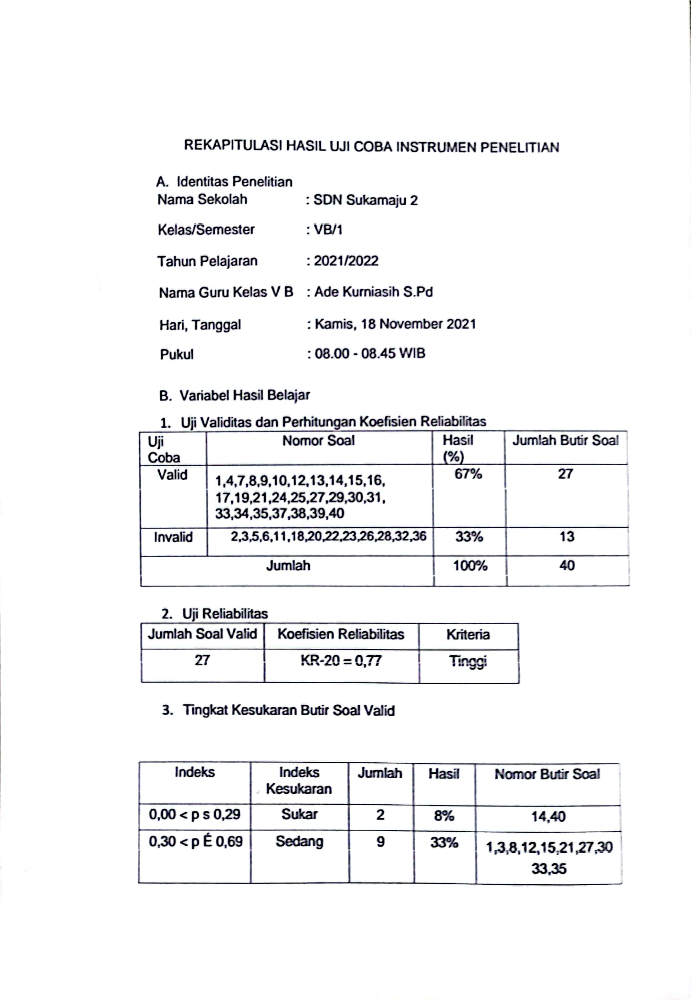 REKAPITULASI HASIL UJI COBA INSTRUMEN PENELITIAN
A. Identitas Penelitian
Nama Sekolah : SDN Sukamaju 2
Kelas/Semester : VB/1
Tahun Pelajaran : 2021/2022
Nama Guru Kelas V B : Ade Kurniasih S.Pd
Hari, Tanggal : Kamis, 18 November 2021
Pukul : 08.00 - 08.45 WIB
B. Variabel Hasil Belajar
1. Uji Validitas dan Perhitungan Koefisien Reliabilitas
Uji Coba Nomor Soal Hasil (%) Jumlah Butir Soal
Valid 1,4,7,8,9,10,12,13,14,15,16, 67% 27
17,19,21,24,25,27,29,30,31,
33,34,35,37,38,39,40
Invalid 2,3,5,6,11,18,20,22,23,26,28,32,36 33% 13
Jumlah 100% 40
2. Uji Reliabilitas
Jumlah Soal Valid Koefisien Reliabilitas Kriteria
27 KR-20 = 0,77 Tinggi
3. Tingkat Kesukaran Butir Soal Valid
Indeks Indeks Kesukaran Jumlah Hasil Nomor Butir Soal
0,00 < p s 0,29 Sukar 2 8% 14,40
0,30 < p É 0,69 Sedang 9 33% 1,3,8,12,15,21,27,30
33,35